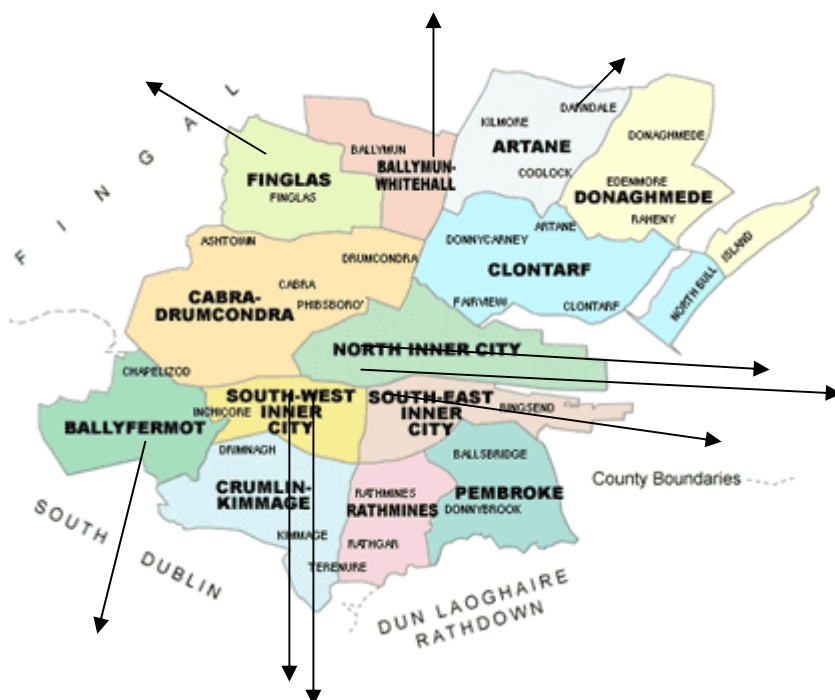 FINGAL
DARNDALE
KILMORE
ARTANE
COOLOCK
DONAGHMEDE
EDENMORE
DONAGHMEDE
RAHENY
BALLYMUN
BALLYMUN-
WHITEHALL
FINGLAS
FINGLAS
ASHTOWN
DRUMCONDRA
CABRA
PHIBSBORO'
CABRA-
DRUMCONDRA
DONNYCARNEY
ARTANE
CLONTARF
FAIRVIEW
CLONTARF
NORTH BULL
ISLAND
NORTH INNER CITY
CHAPELIZOD
BALLYFERMOT
SOUTH-WEST
INNER
CITY
INCHICORE
SOUTH-EAST
INNER
CITY
RINGSEND
DRIMNAGH
CRUMLIN-
KIMMAGE
KIMMAGE
TERENURE
RATHMINES
RATHMINES
RATHGAR
BALLSBRIDGE
PEMBROKE
DONNYBROOK
County Boundaries
SOUTH DUBLIN
DUN LAOGHAIRE
RATHDOWN